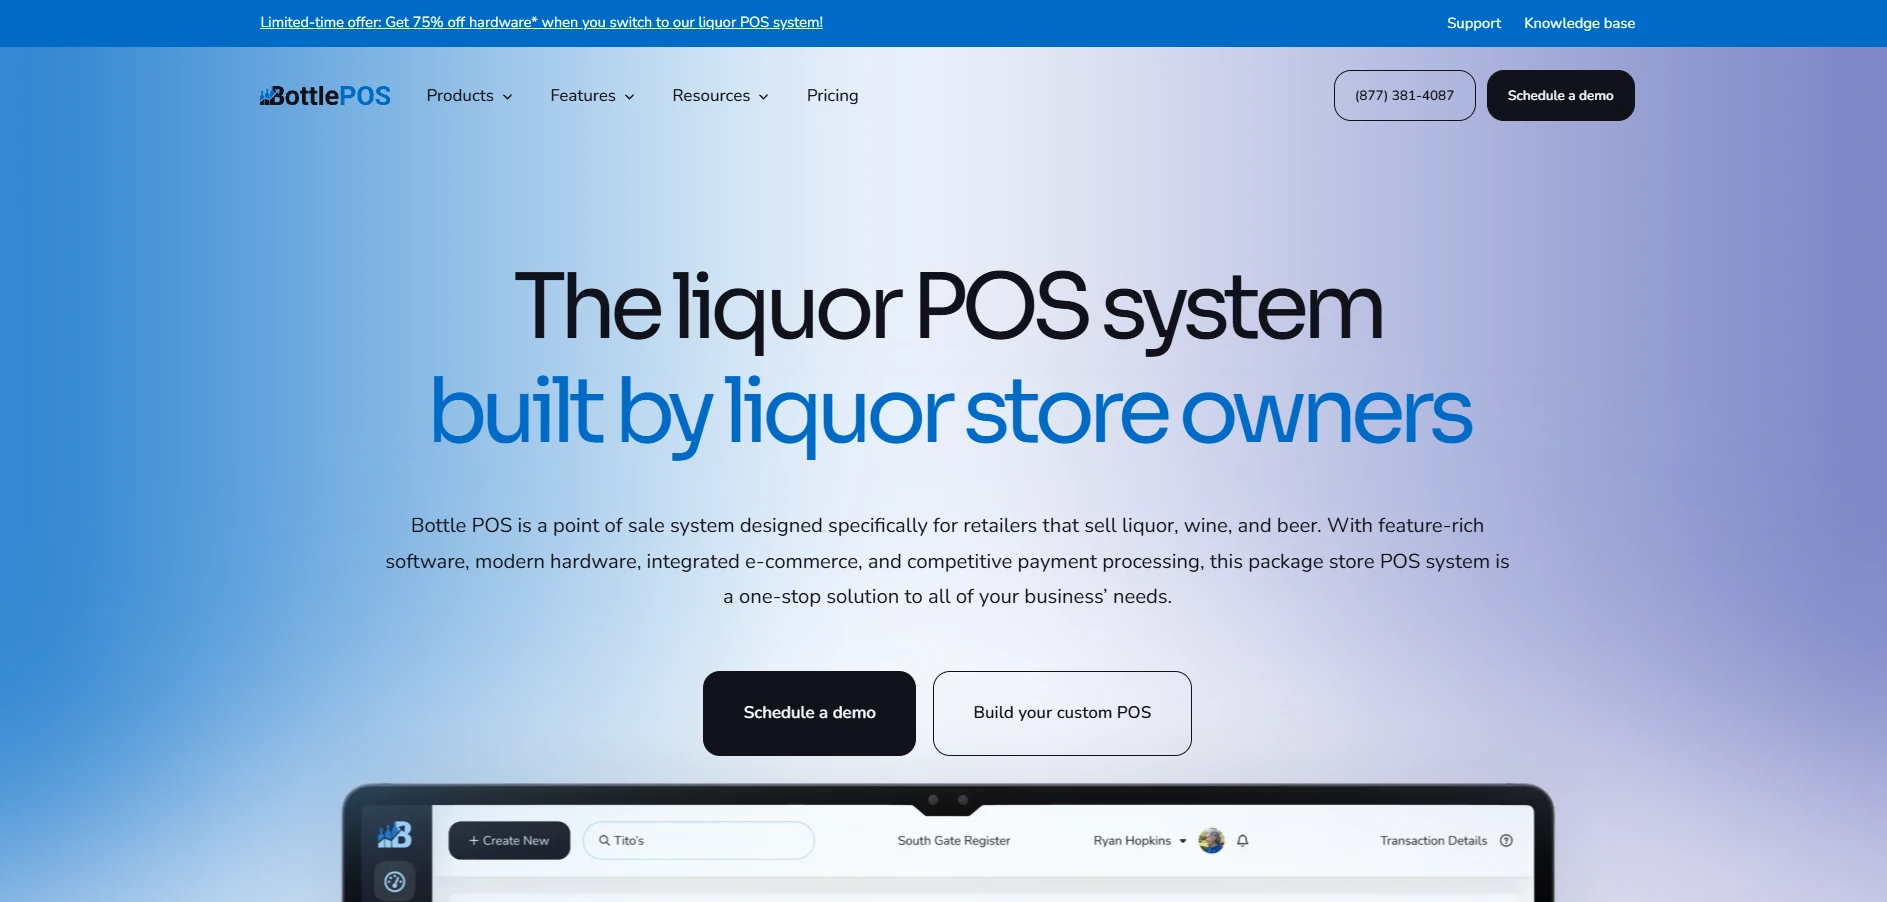 Limited-time offer: Get 75% off hardware* when you switch to our liquor POS system!
Support
Knowledge base
BottlePOS
Products
Features
Resources
Pricing
(877) 381-4087
Schedule a demo
The liquor POS system
built by liquor store owners
Bottle POS is a point of sale system designed specifically for retailers that sell liquor, wine, and beer. With feature-rich
software, modern hardware, integrated e-commerce, and competitive payment processing, this package store POS system is
a one-stop solution to all of your business’ needs.
Schedule a demo
Build your custom POS
B
+ Create New
Tito's
South Gate Register
Ryan Hopkins
Transaction Details